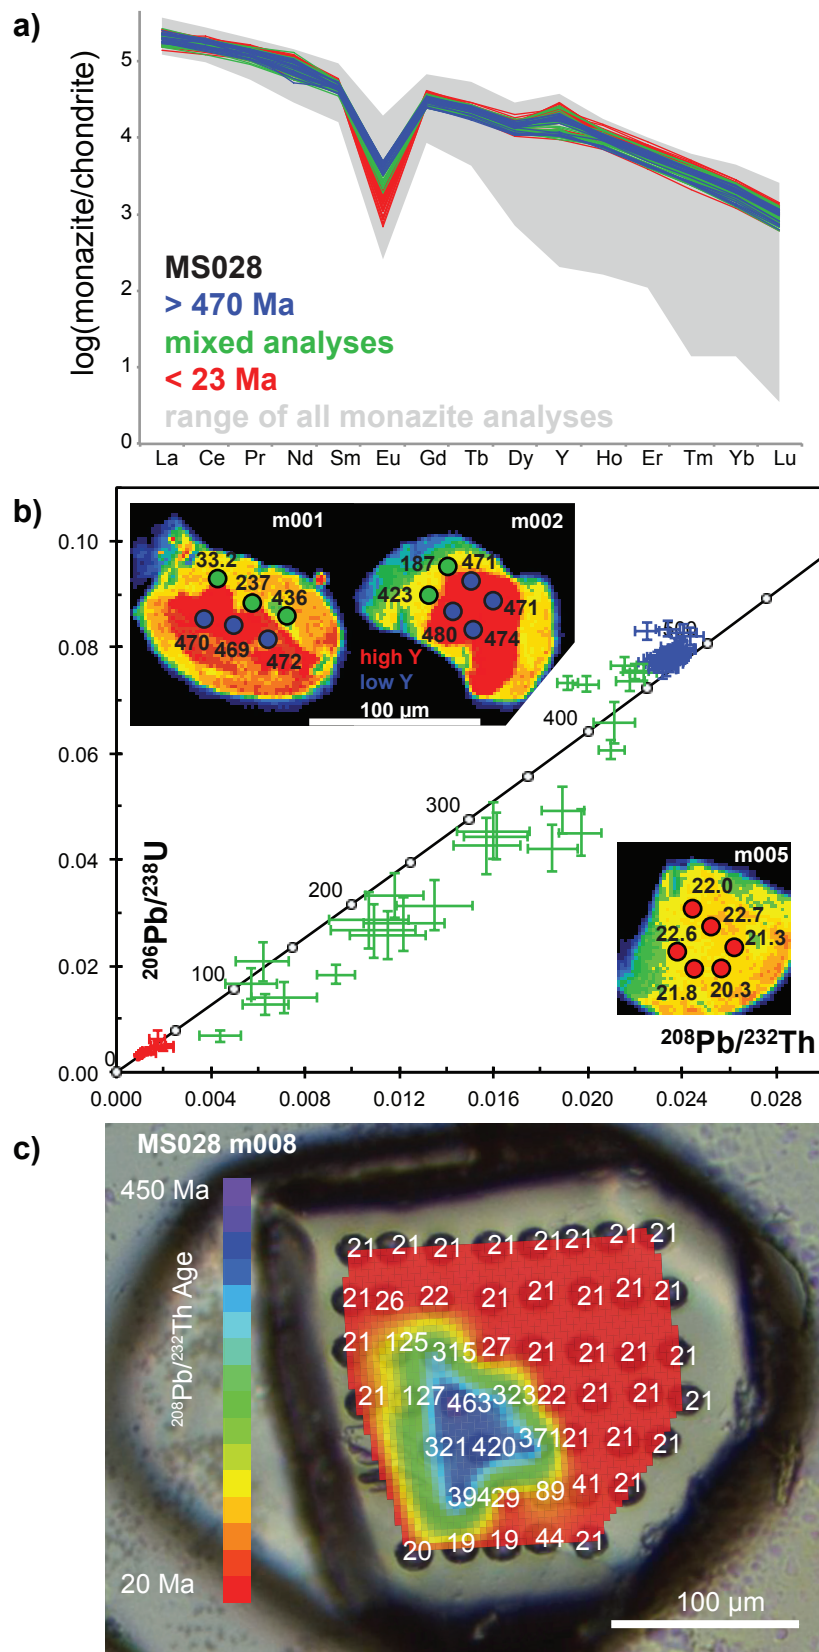 a)
log(monazite/chondrite)
5
4
3
2
1
0
MS028
> 470 Ma
mixed analyses
< 23 Ma
range of all monazite analyses
La Ce Pr Nd Sm Eu Gd Tb Dy Y Ho Er Tm Yb Lu
b)
0.10
0.08
0.06
0.04
0.02
0.00
²⁰⁶Pb/²³⁸U
m001
33.2
237
436
470
469
472
m002
187
471
423
471
480
474
high Y
low Y
100 µm
500
400
300
200
100
0
m005
22.0
22.7
22.6
21.3
21.8
20.3
²⁰⁸Pb/²³²Th
0.000 0.004 0.008 0.012 0.016 0.020 0.024 0.028
c)
MS028 m008
450 Ma
²⁰⁸Pb/²³²Th Age
20 Ma
21 21 21 21 21 21 21 21
21 26 22 21 21 21 21 21
21 125 315 27 21 21 21 21
21 127 463 323 22 21 21 21
321 420 371 21 21 21
394 29 89 41 21
20 19 19 44 21
100 µm